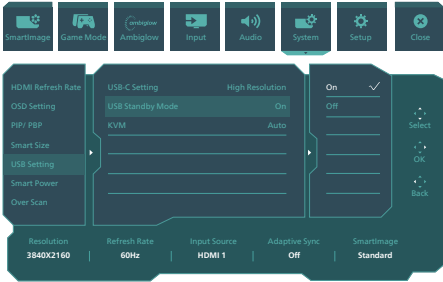 ambiglow
SmartImage Game Mode Ambiglow Input Audio System Setup Close
HDMI Refresh Rate USB-C Setting High Resolution On
OSD Setting USB Standby Mode On Off
PIP/ PBP KVM Auto
Select
Smart Size
OK
USB Setting
Smart Power
Back
Over Scan
Resolution Refresh Rate Input Source Adaptive Sync SmartImage
3840X2160 60Hz HDMI 1 Off Standard